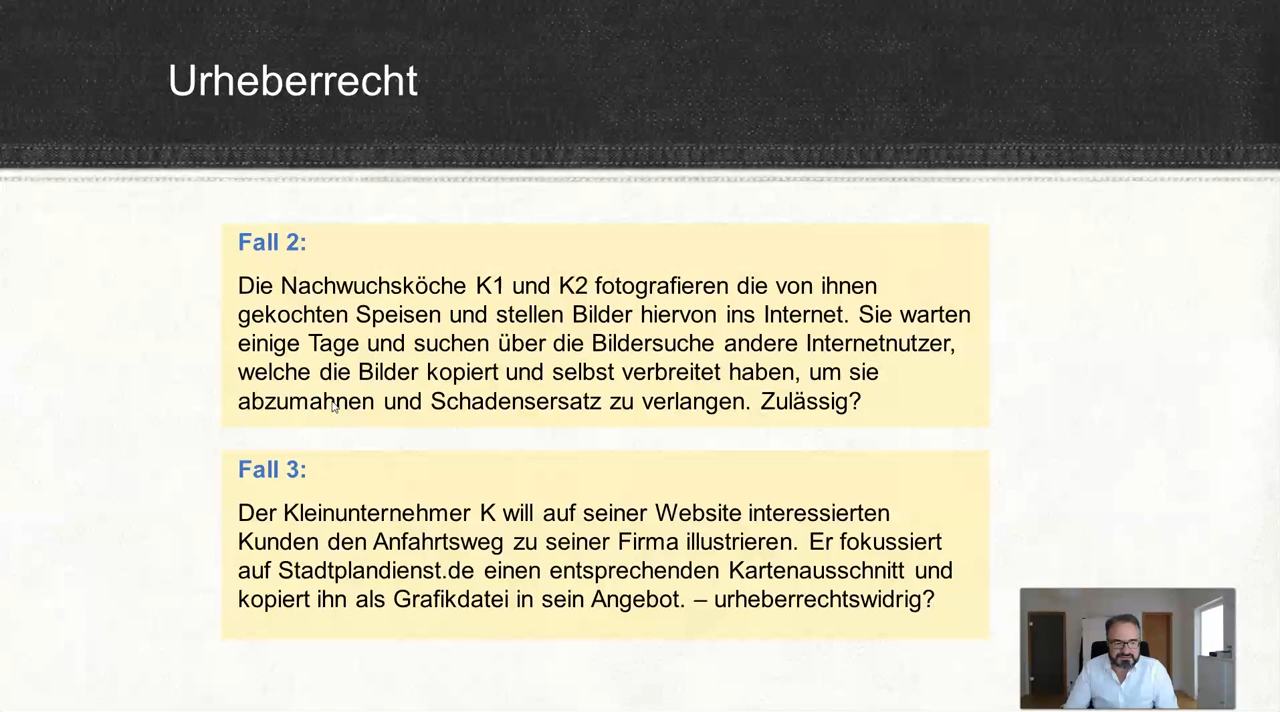 Urheberrecht
Fall 2:
Die Nachwuchsköche K1 und K2 fotografieren die von ihnen
gekochten Speisen und stellen Bilder hiervon ins Internet. Sie warten
einige Tage und suchen über die Bildersuche andere Internetnutzer,
welche die Bilder kopiert und selbst verbreitet haben, um sie
abzumahnen und Schadensersatz zu verlangen. Zulässig?
Fall 3:
Der Kleinunternehmer K will auf seiner Website interessierten
Kunden den Anfahrtsweg zu seiner Firma illustrieren. Er fokussiert
auf Stadtplandienst.de einen entsprechenden Kartenausschnitt und
kopiert ihn als Grafikdatei in sein Angebot. – urheberrechtswidrig?